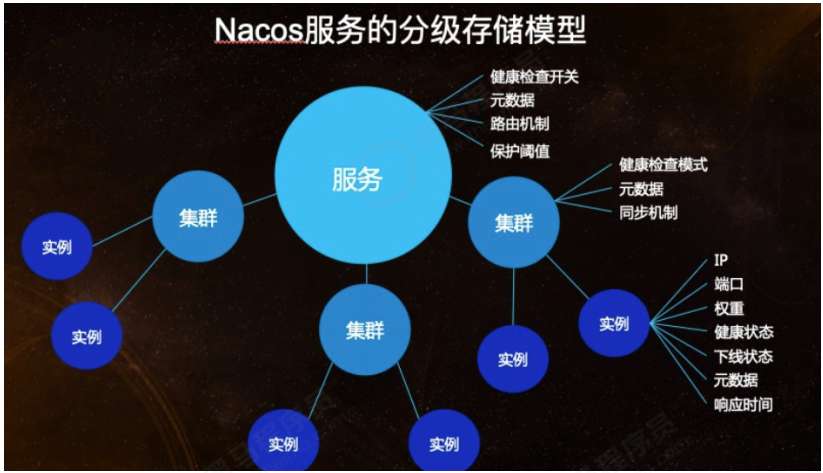 Nacos服务的分级存储模型
健康检查开关
元数据
路由机制
保护阈值
服务
健康检查模式
元数据
同步机制
集群
集群
实例
IP
端口
权重
健康状态
下线状态
元数据
响应时间
实例
集群
实例
实例
实例
实例